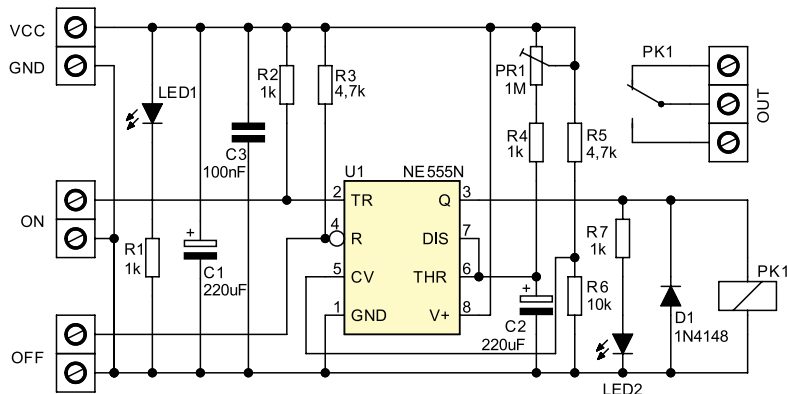 VCC
GND
ON
OFF
LED1
R1
1k
C1
220uF
+
C3
100nF
R2
1k
R3
4,7k
U1
NE555N
2
TR
4
R
5
CV
1
GND
3
Q
7
DIS
6
THR
8
V+
PR1
1M
R4
1k
R5
4,7k
+
C2
220uF
R6
10k
R7
1k
LED2
D1
1N4148
PK1
PK1
OUT